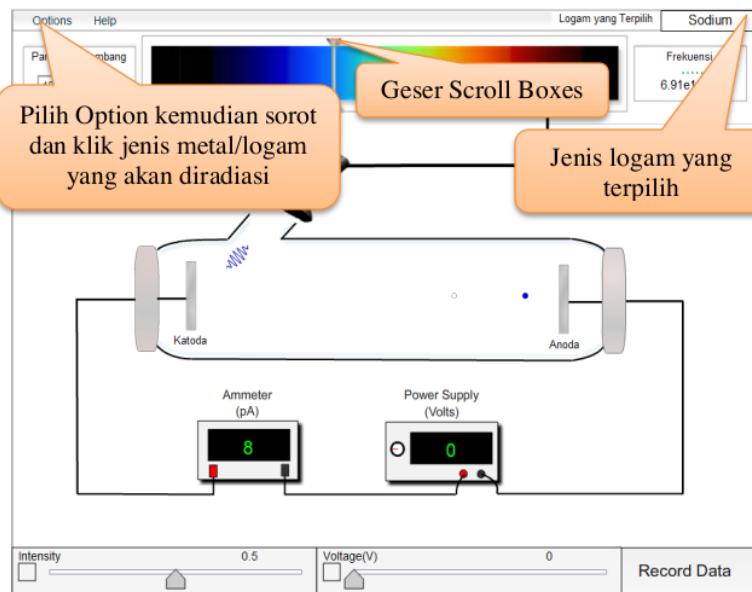 Options Help Logam yang Terpilih Sodium
Frekuensi
Geser Scroll Boxes
Pilih Option kemudian sorot
dan klik jenis metal/logam
yang akan diradiasi
Jenis logam yang
terpilih
Katoda
Anoda
Ammeter
(pA)
Power Supply
(Volts)
8
0
Intensity 0.5
Voltage(V) 0
Record Data